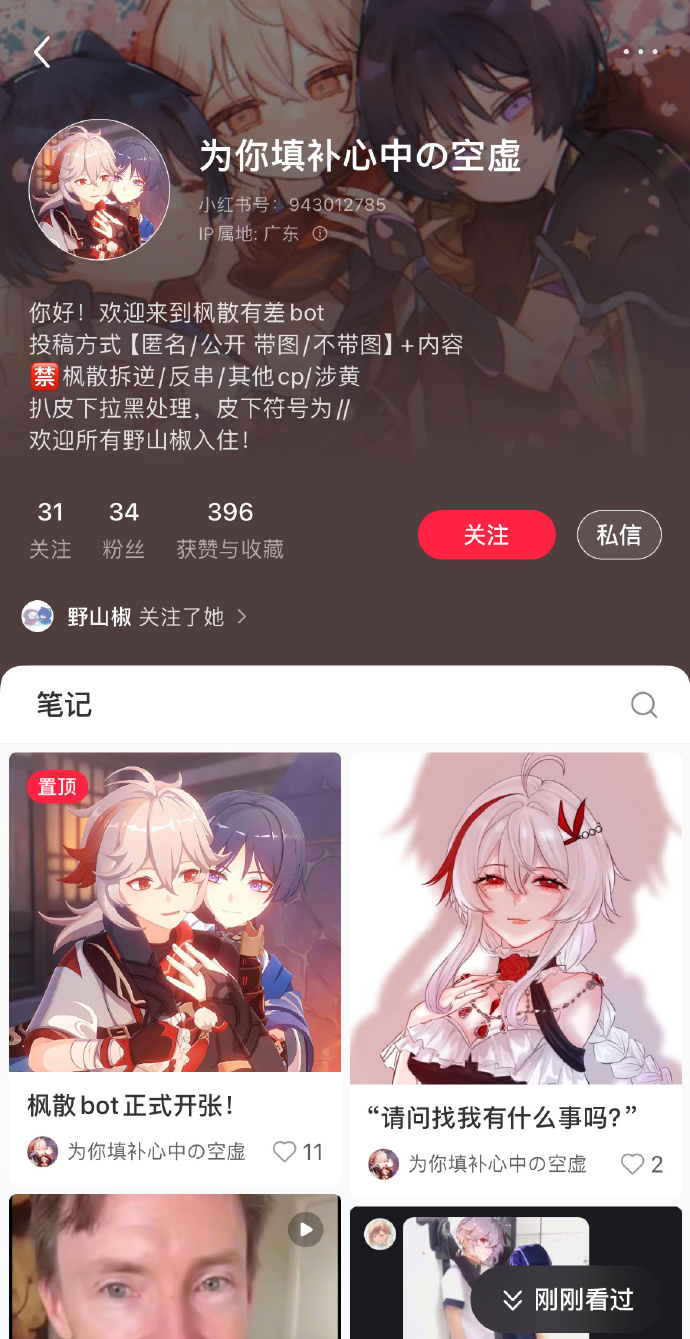 为你填补心中の空虚
小红书号：943012785
IP属地: 广东
你好！欢迎来到枫散有差bot
投稿方式【匿名/公开 带图/不带图】+内容
🈲枫散拆逆/反串/其他cp/涉黄
扒皮下拉黑处理，皮下符号为//
欢迎所有野山椒入住！
31 34 396
关注 粉丝 获赞与收藏
关注 私信
野山椒 关注了她
笔记
置顶
枫散bot正式开张！
为你填补心中の空虚 11
“请问找我有什么事吗？”
为你填补心中の空虚 2
刚刚看过